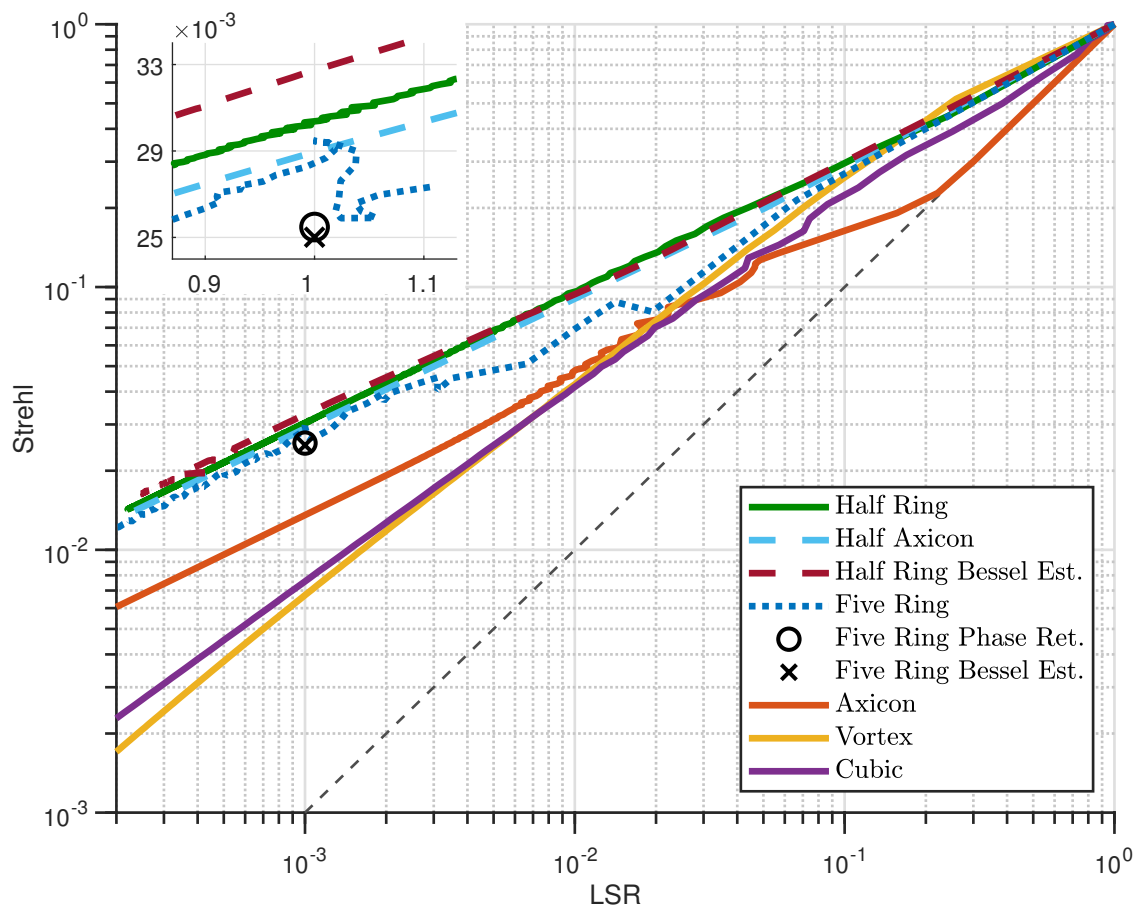 ×10⁻³
33
29
25
0.9 1 1.1
10⁰
10⁻¹
10⁻²
10⁻³
Strehl
Half Ring
Half Axicon
Half Ring Bessel Est.
Five Ring
Five Ring Phase Ret.
Five Ring Bessel Est.
Axicon
Vortex
Cubic
10⁻³ 10⁻² 10⁻¹ 10⁰
LSR